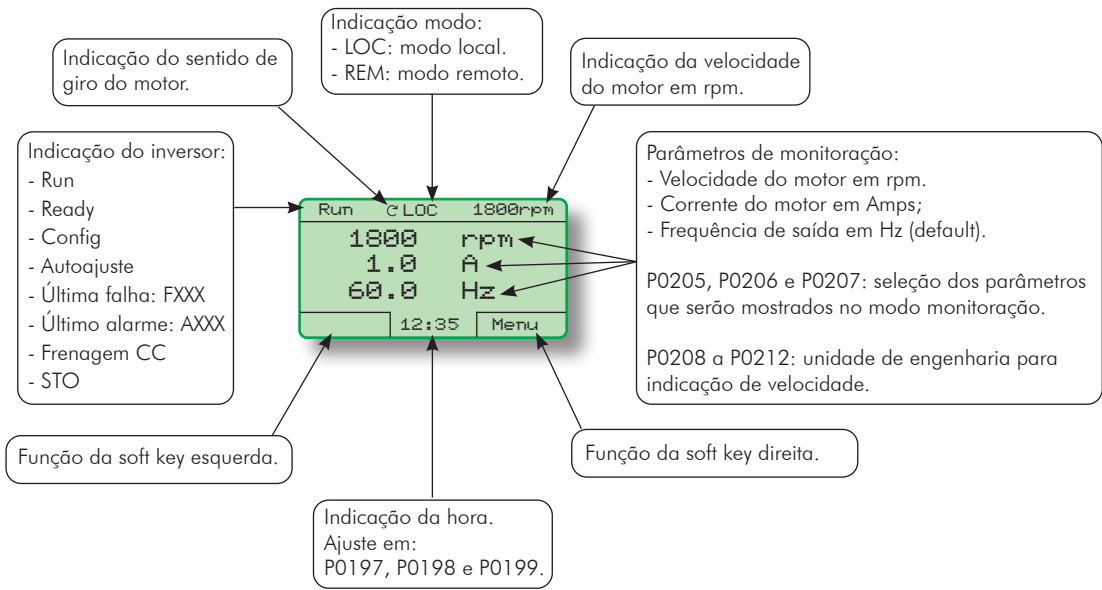 Indicação modo:
- LOC: modo local.
- REM: modo remoto.
Indicação do sentido de
giro do motor.
Indicação da velocidade
do motor em rpm.
Indicação do inversor:
- Run
- Ready
- Config
- Autoajuste
- Última falha: FXXX
- Último alarme: AXXX
- Frenagem CC
- STO
Run LOC 1800rpm
1800 rpm
1.0 A
60.0 Hz
12:35 Menu
Parâmetros de monitoração:
- Velocidade do motor em rpm.
- Corrente do motor em Amps;
- Frequência de saída em Hz (default).
P0205, P0206 e P0207: seleção dos parâmetros
que serão mostrados no modo monitoração.
P0208 a P0212: unidade de engenharia para
indicação de velocidade.
Função da soft key esquerda.
Função da soft key direita.
Indicação da hora.
Ajuste em:
P0197, P0198 e P0199.